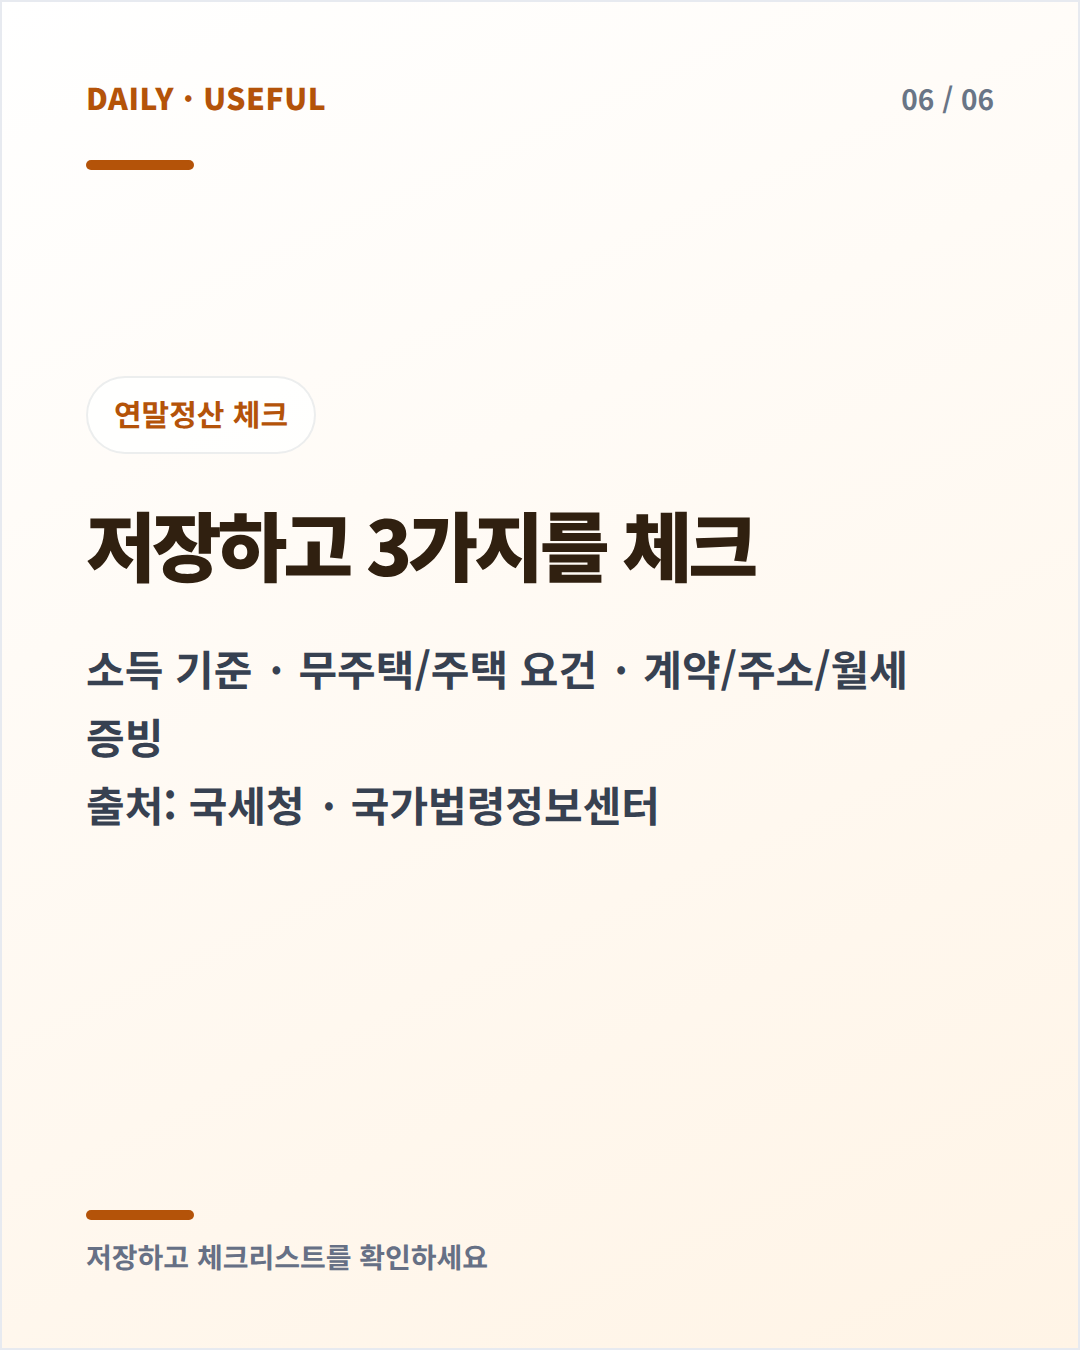 DAILY · USEFUL
06 / 06
연말정산 체크
저장하고 3가지를 체크
소득 기준 · 무주택/주택 요건 · 계약/주소/월세
증빙
출처: 국세청 · 국가법령정보센터
저장하고 체크리스트를 확인하세요